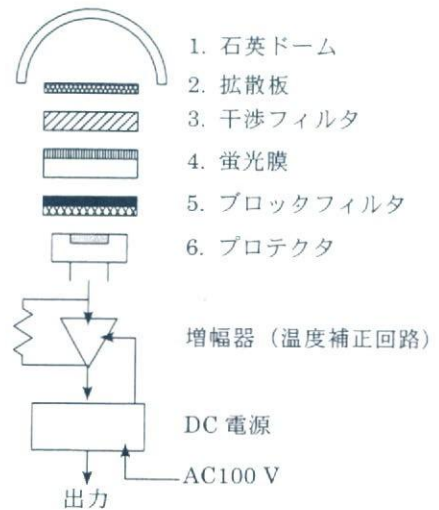 1. 石英ドーム
2. 拡散板
3. 干渉フィルタ
4. 蛍光膜
5. ブロッタフィルタ
6. プロテクタ
増幅器（温度補正回路）
DC 電源
AC100 V
出力